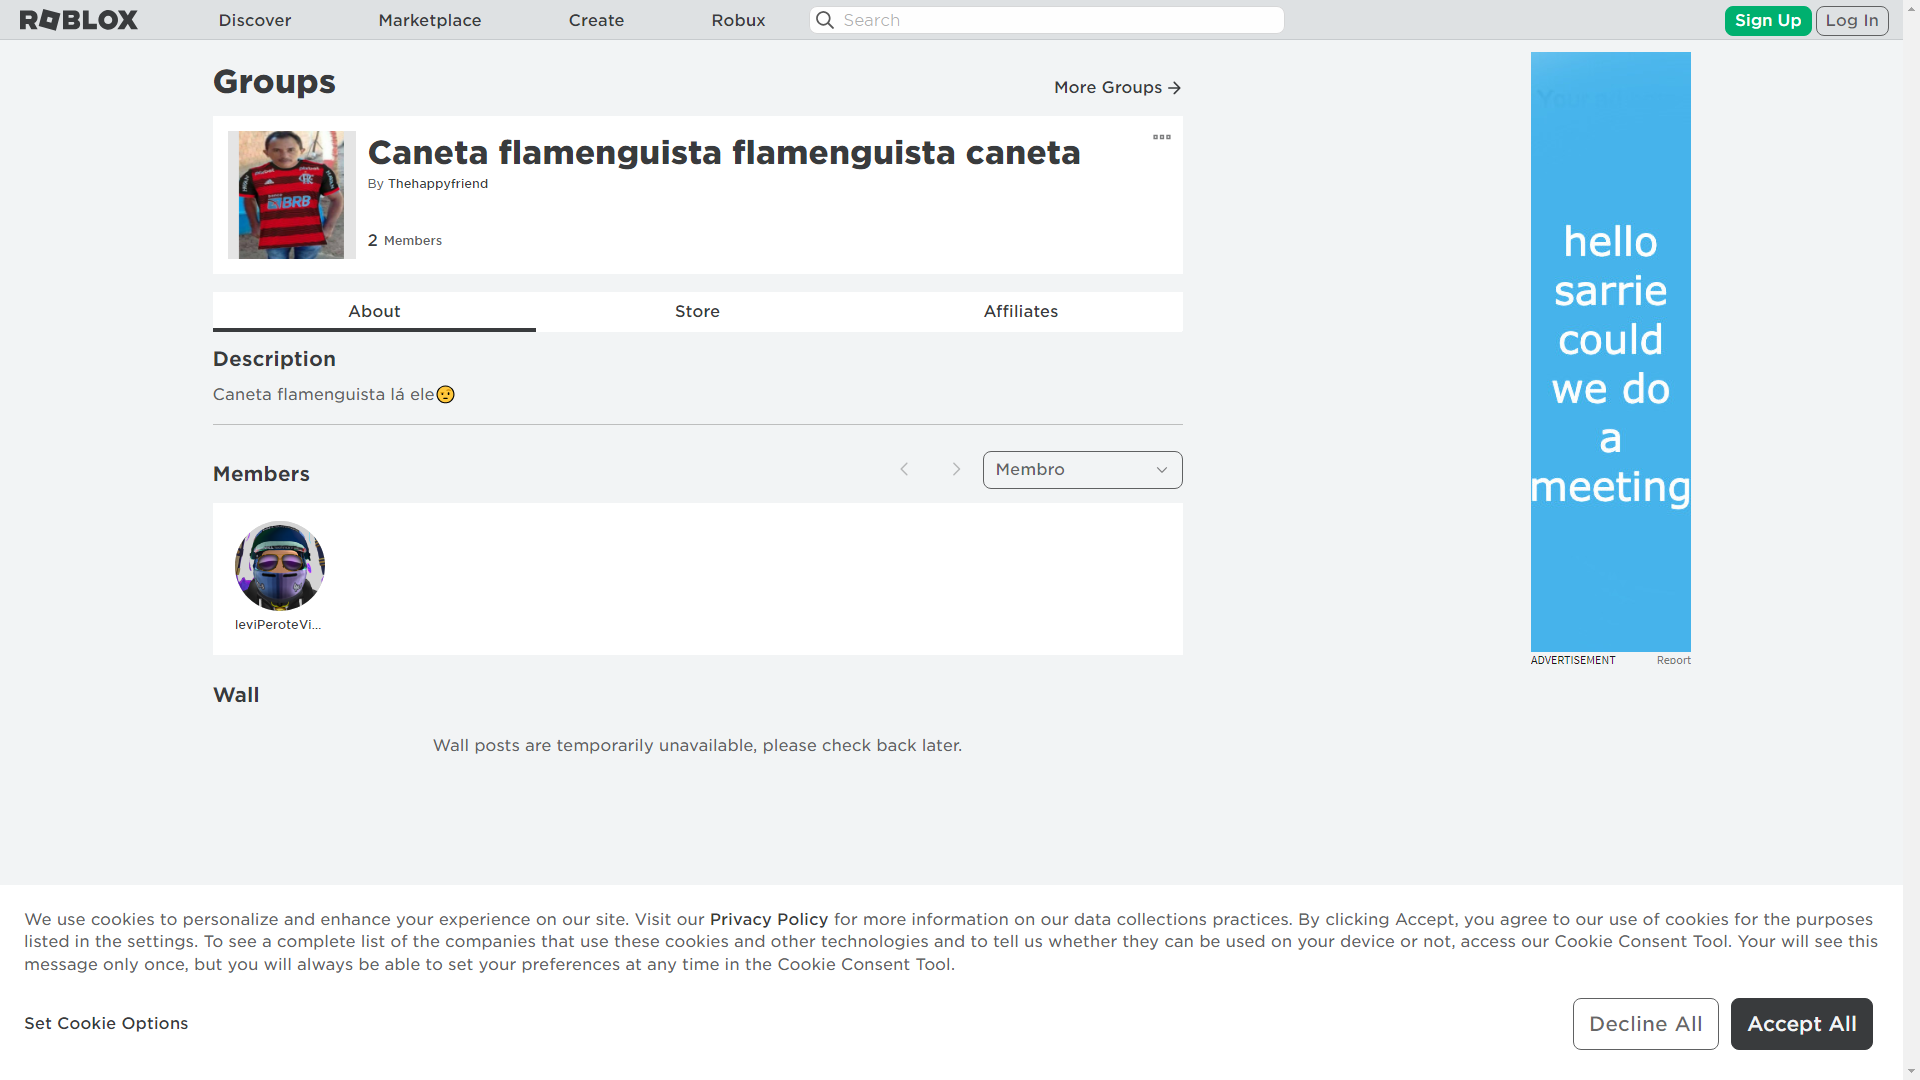 ROBLOX
Discover
Marketplace
Create
Robux
Search
Sign Up
Log In
Groups
More Groups
Caneta flamenguista flamenguista caneta
By Thehappyfriend
2 Members
BRB
About
Store
Affiliates
Description
Caneta flamenguista lá ele😥
Members
Membro
leviPeroteVi...
Wall
Wall posts are temporarily unavailable, please check back later.
hello
sarrie
could
we do
a
meeting
ADVERTISEMENT
Report
We use cookies to personalize and enhance your experience on our site. Visit our Privacy Policy for more information on our data collections practices. By clicking Accept, you agree to our use of cookies for the purposes
listed in the settings. To see a complete list of the companies that use these cookies and other technologies and to tell us whether they can be used on your device or not, access our Cookie Consent Tool. Your will see this
message only once, but you will always be able to set your preferences at any time in the Cookie Consent Tool.
Set Cookie Options
Decline All
Accept All